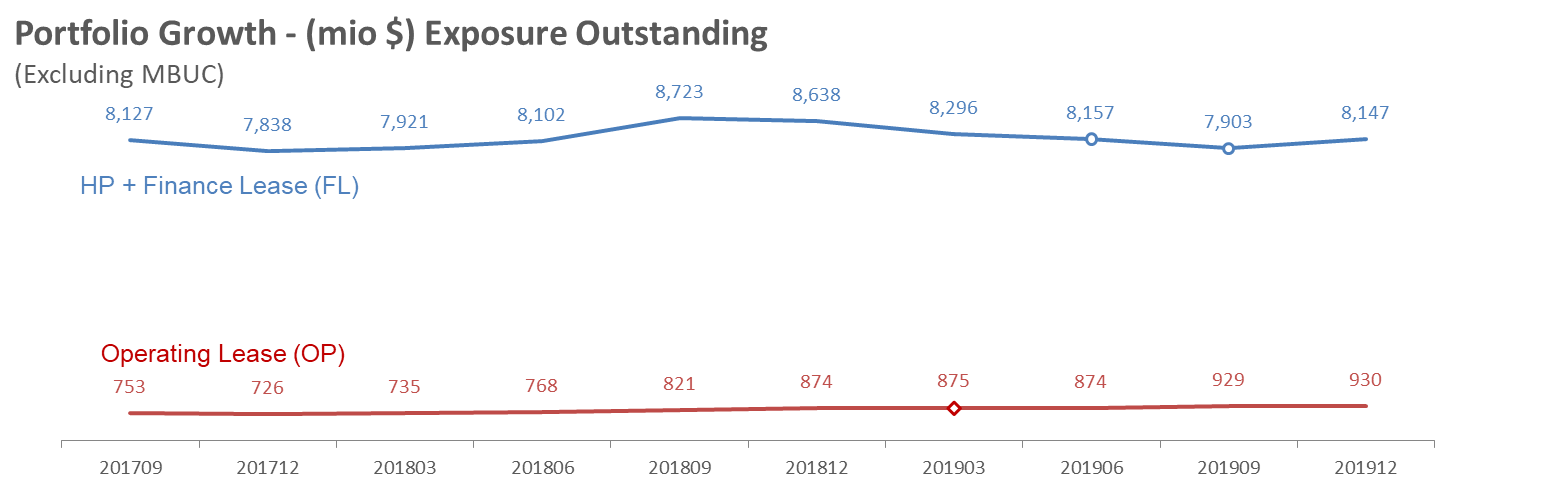 Portfolio Growth - (mio $) Exposure Outstanding
(Excluding MBUC)
8,127 7,838 7,921 8,102 8,723 8,638 8,296 8,157 7,903 8,147
HP + Finance Lease (FL)
Operating Lease (OP)
753 726 735 768 821 874 875 874 929 930
201709 201712 201803 201806 201809 201812 201903 201906 201909 201912